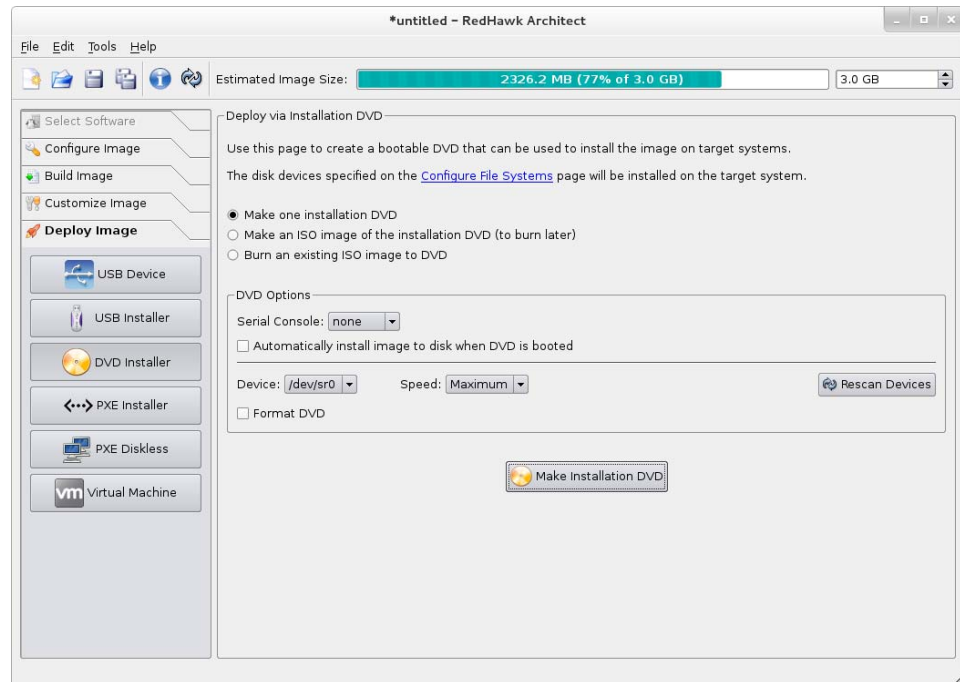 *untitled – RedHawk Architect
File Edit Tools Help
Estimated Image Size: 2326.2 MB (77% of 3.0 GB) 3.0 GB
Select Software
Configure Image
Build Image
Customize Image
Deploy Image
USB Device
USB Installer
DVD Installer
PXE Installer
PXE Diskless
vm Virtual Machine
Deploy via Installation DVD
Use this page to create a bootable DVD that can be used to install the image on target systems.
The disk devices specified on the Configure File Systems page will be installed on the target system.
Make one installation DVD
Make an ISO image of the installation DVD (to burn later)
Burn an existing ISO image to DVD
DVD Options
Serial Console: none
Automatically install image to disk when DVD is booted
Device: /dev/sr0 Speed: Maximum Rescan Devices
Format DVD
Make Installation DVD